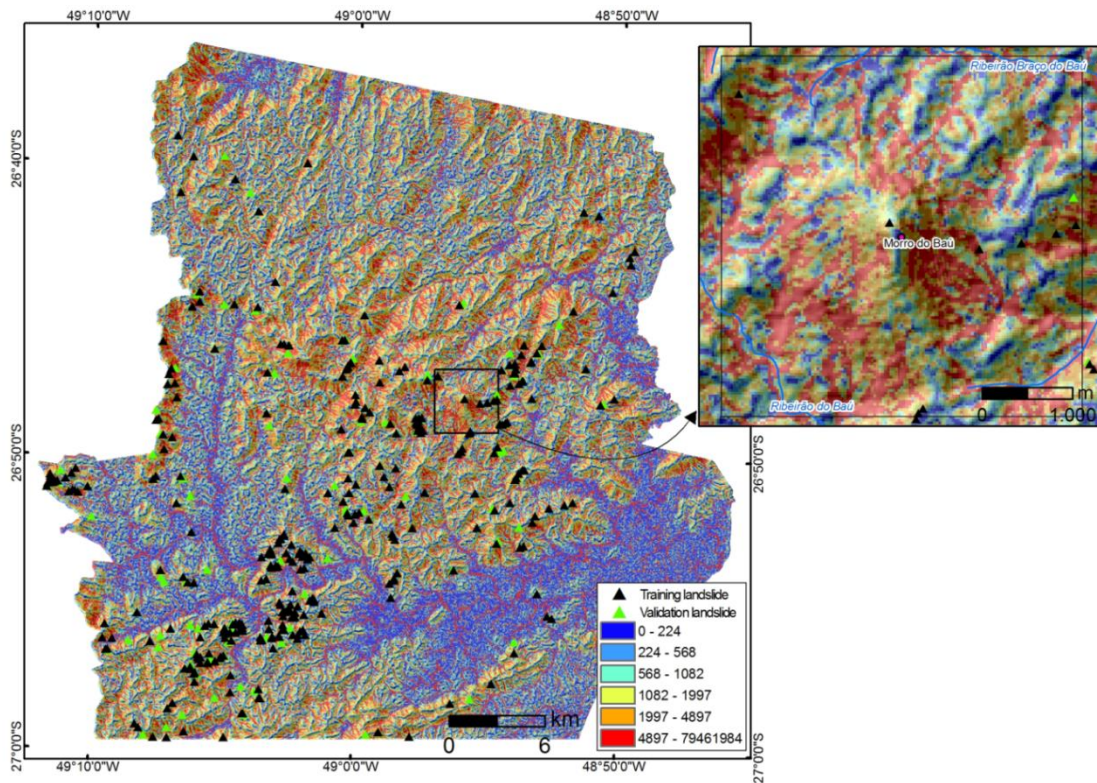 49°10'0"W
49°0'0"W
48°50'0"W
26°40'0"S
26°50'0"S
27°0'0"S
Ribeirão Braço do Baú
Morro do Baú
Ribeirão do Baú
m
0 1.000
26°50'0"S
27°0'0"S
Training landslide
Validation landslide
0 - 224
224 - 568
568 - 1082
1082 - 1997
1997 - 4897
4897 - 79461984
km
0 6
49°10'0"W
49°0'0"W
48°50'0"W